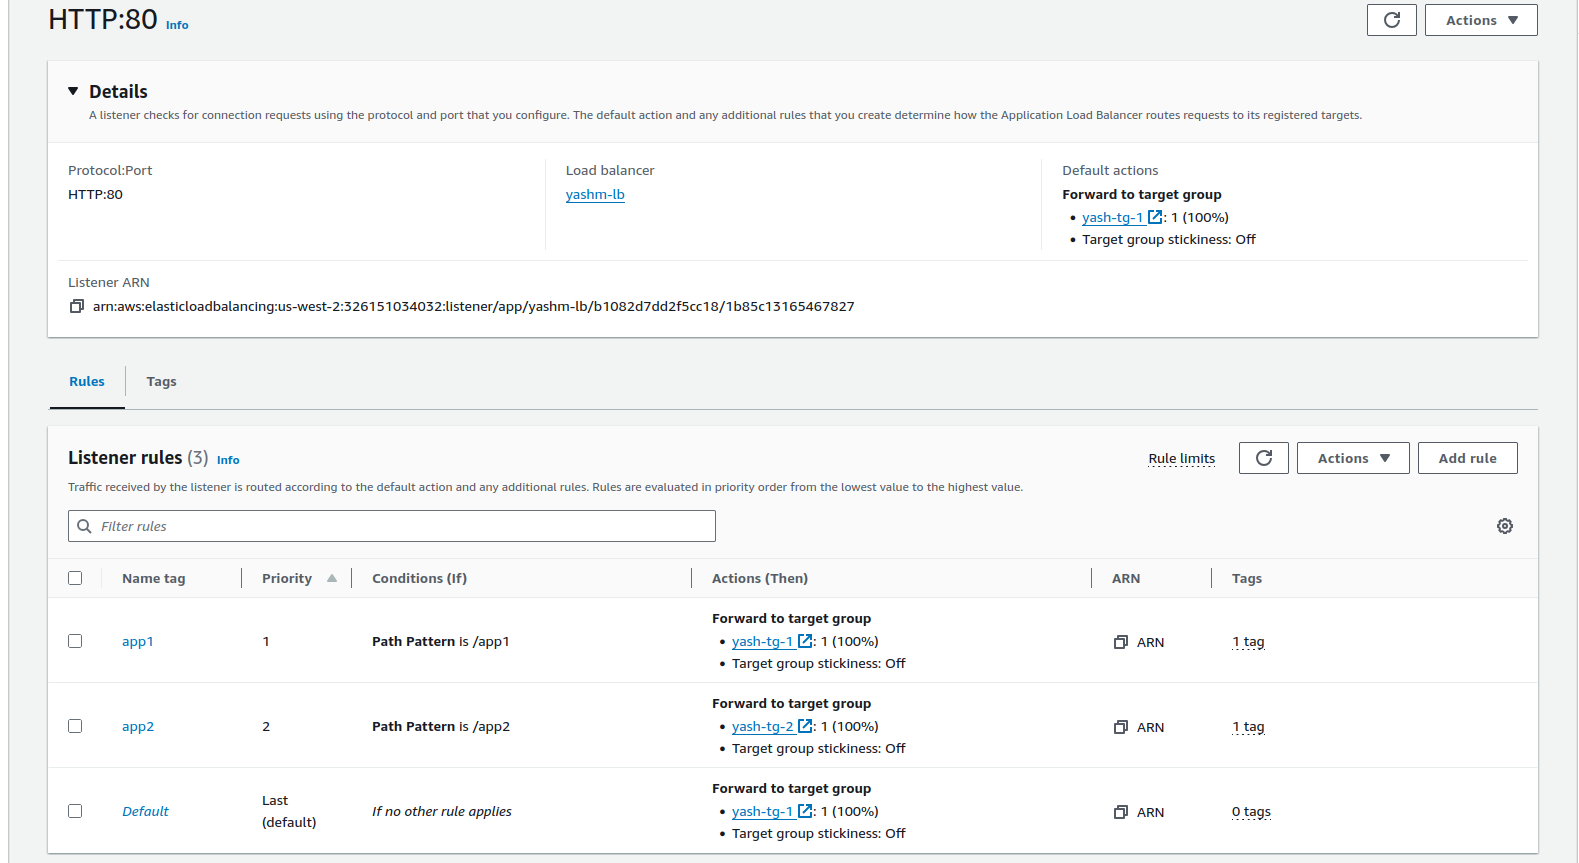 HTTP:80 Info
Actions
Details
A listener checks for connection requests using the protocol and port that you configure. The default action and any additional rules that you create determine how the Application Load Balancer routes requests to its registered targets.
Protocol:Port
HTTP:80
Load balancer
yashm-lb
Default actions
Forward to target group
• yash-tg-1: 1 (100%)
• Target group stickiness: Off
Listener ARN
arn:aws:elasticloadbalancing:us-west-2:326151034032:listener/app/yashm-lb/b1082d7dd2f5cc18/1b85c13165467827
Rules
Tags
Listener rules (3) Info
Rule limits
Actions
Add rule
Traffic received by the listener is routed according to the default action and any additional rules. Rules are evaluated in priority order from the lowest value to the highest value.
Filter rules
Name tag
Priority
Conditions (If)
Actions (Then)
ARN
Tags
app1
1
Path Pattern is /app1
Forward to target group
• yash-tg-1: 1 (100%)
• Target group stickiness: Off
ARN
1 tag
app2
2
Path Pattern is /app2
Forward to target group
• yash-tg-2: 1 (100%)
• Target group stickiness: Off
ARN
1 tag
Default
Last
(default)
If no other rule applies
Forward to target group
• yash-tg-1: 1 (100%)
• Target group stickiness: Off
ARN
0 tags